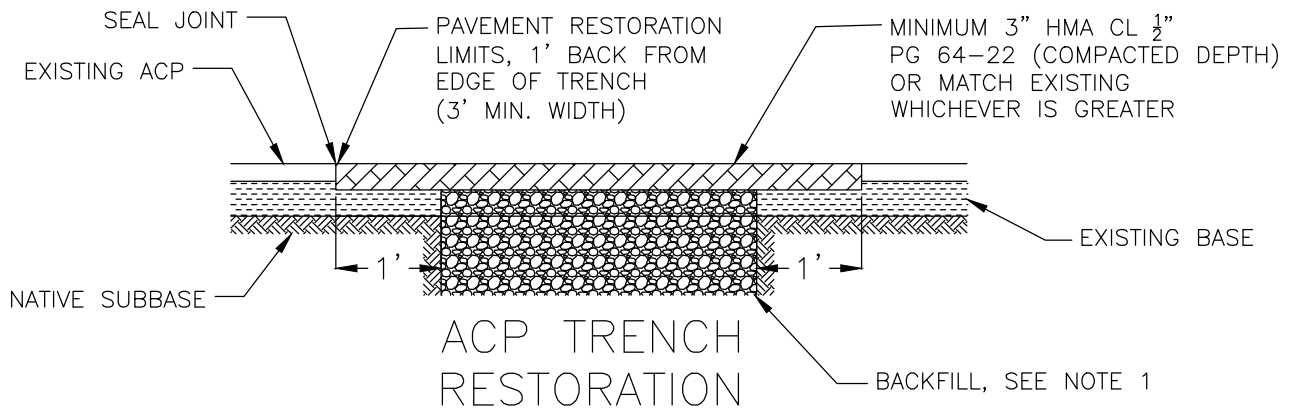 SEAL JOINT
EXISTING ACP
PAVEMENT RESTORATION
LIMITS, 1' BACK FROM
EDGE OF TRENCH
(3' MIN. WIDTH)
MINIMUM 3" HMA CL 1/2"
PG 64-22 (COMPACTED DEPTH)
OR MATCH EXISTING
WHICHEVER IS GREATER
1'
1'
EXISTING BASE
NATIVE SUBBASE
ACP TRENCH
RESTORATION
BACKFILL, SEE NOTE 1